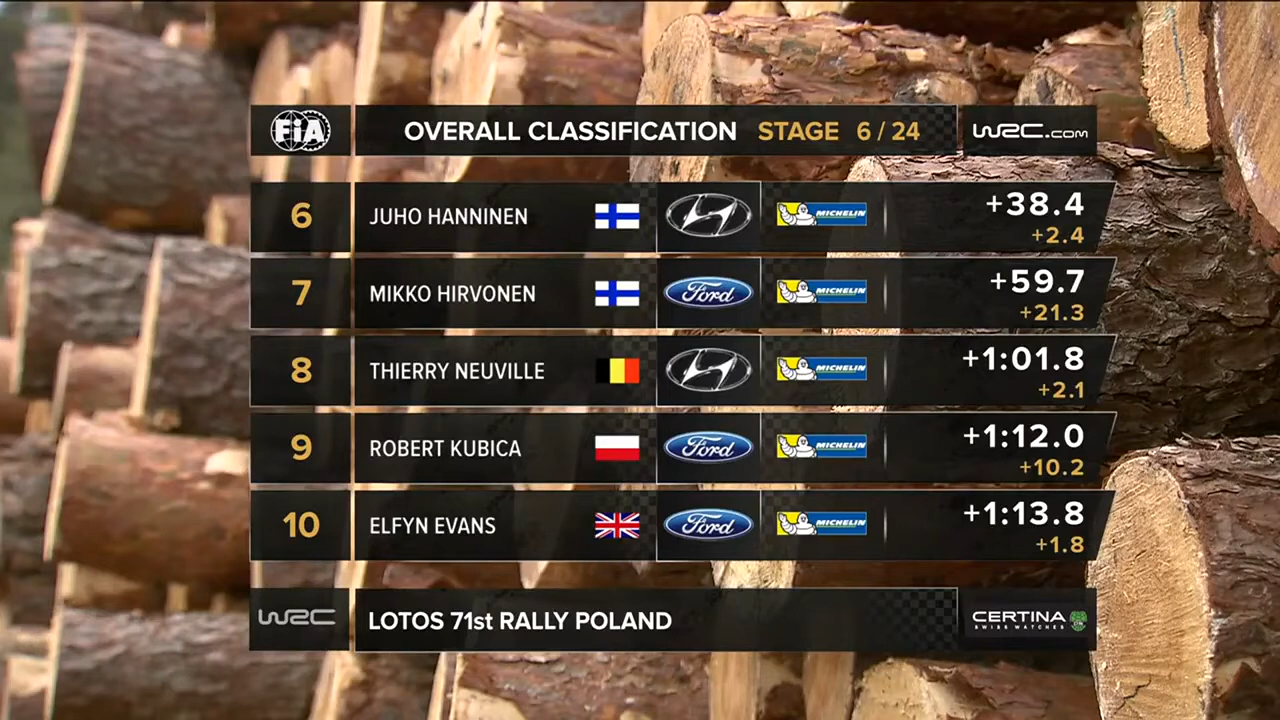 FiA
OVERALL CLASSIFICATION STAGE 6 / 24
WRC.com
6 JUHO HANNINEN MICHELIN +38.4
+2.4
7 MIKKO HIRVONEN Ford MICHELIN +59.7
+21.3
8 THIERRY NEUVILLE MICHELIN +1:01.8
+2.1
9 ROBERT KUBICA Ford MICHELIN +1:12.0
+10.2
10 ELFYN EVANS Ford MICHELIN +1:13.8
+1.8
WRC LOTOS 71st RALLY POLAND
CERTINA
SWISS WATCHES